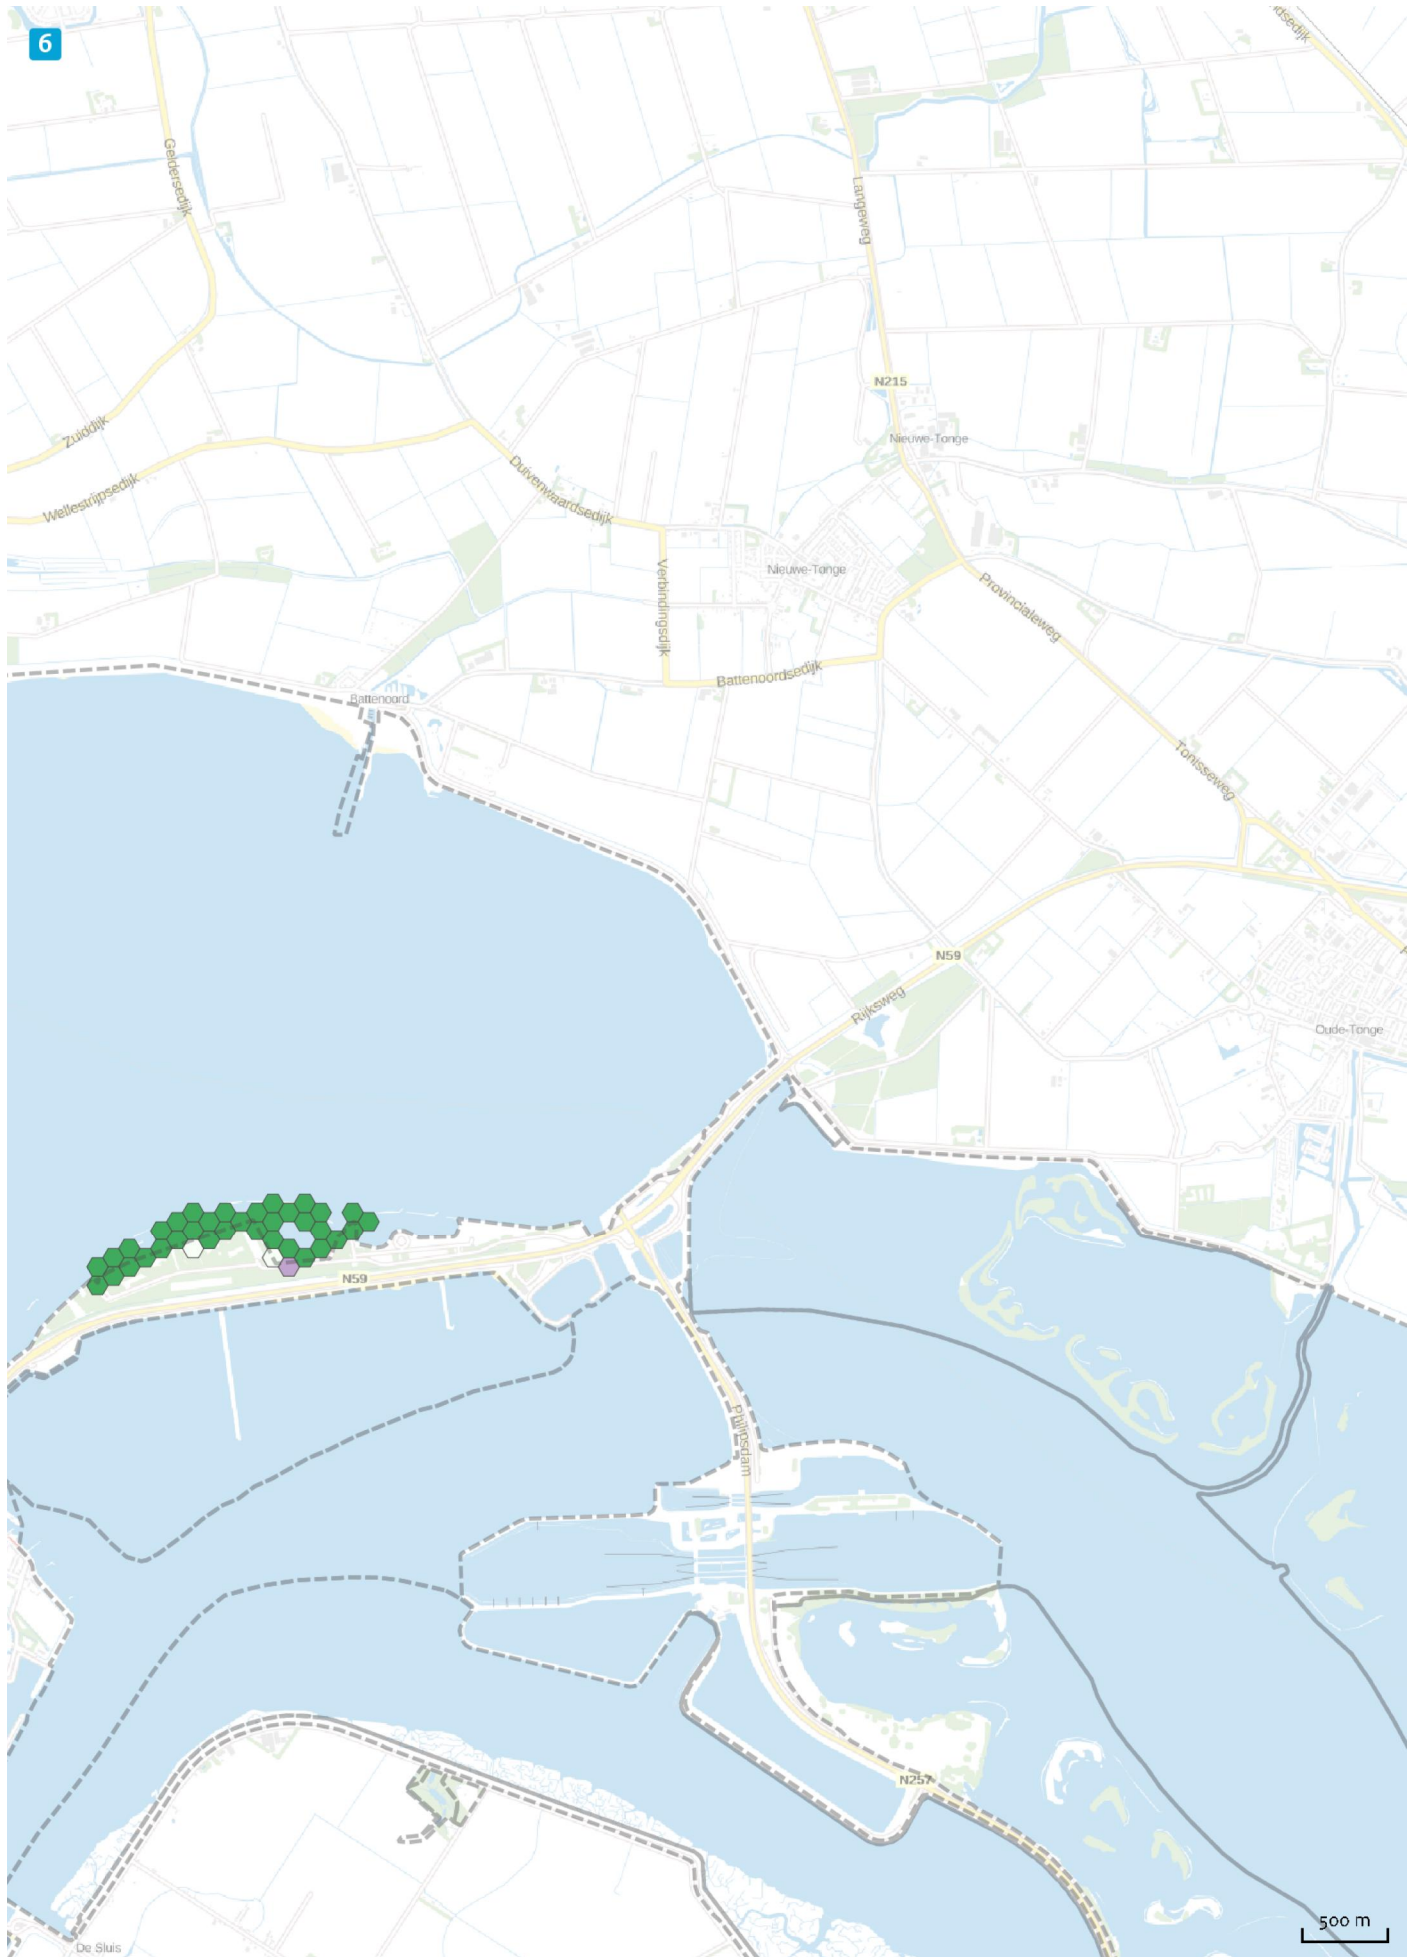 6
Geldersedijk
Langeweg
N215
Nieuwe-Tonge
Zuiddijk
Wellestrijpsedijk
Duivenwaardsedijk
Verbindingsdijk
Nieuwe-Tonge
Provincialeweg
Battenoordsedijk
Battenoord
Tonisseweg
N59
Rijksweg
Oude-Tonge
N59
Philipsdam
N257
500 m
De Sluis